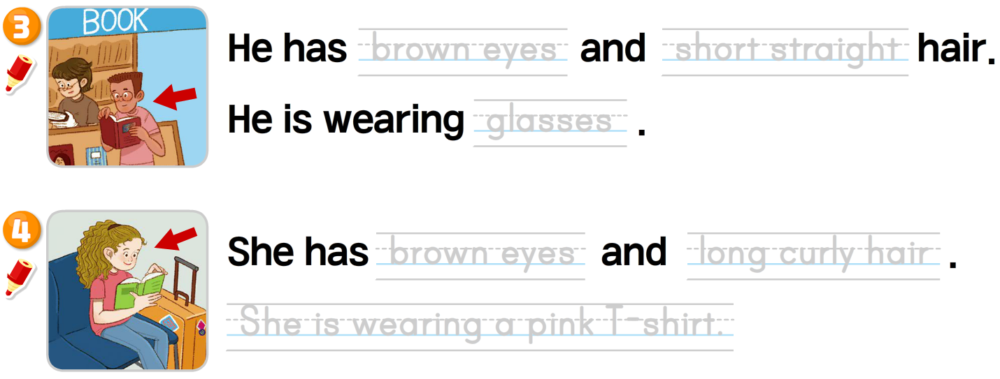 3
BOOK
He has brown eyes and short straight hair.
He is wearing glasses .
4
She has brown eyes and long curly hair .
She is wearing a pink T-shirt.